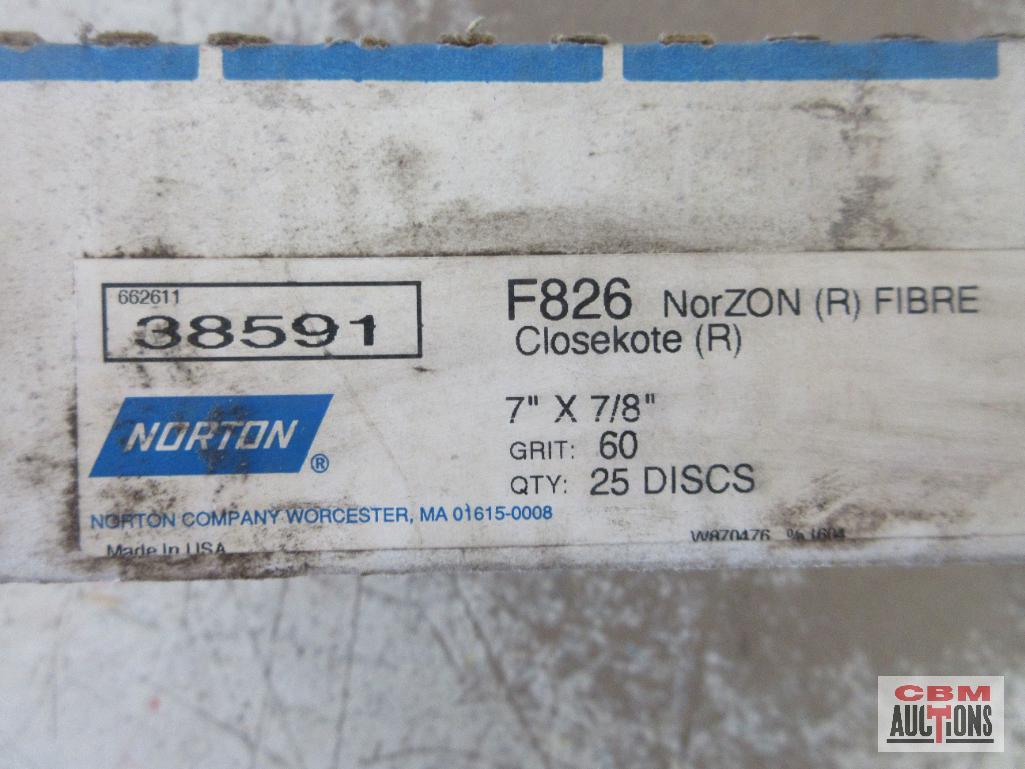 662611
38591
F826 NorZON (R) FIBRE
Closekote (R)
7" X 7/8"
GRIT: 60
QTY: 25 DISCS
NORTON
®
NORTON COMPANY WORCESTER, MA 01615-0008
Made In USA
CBM
AUCTIONS